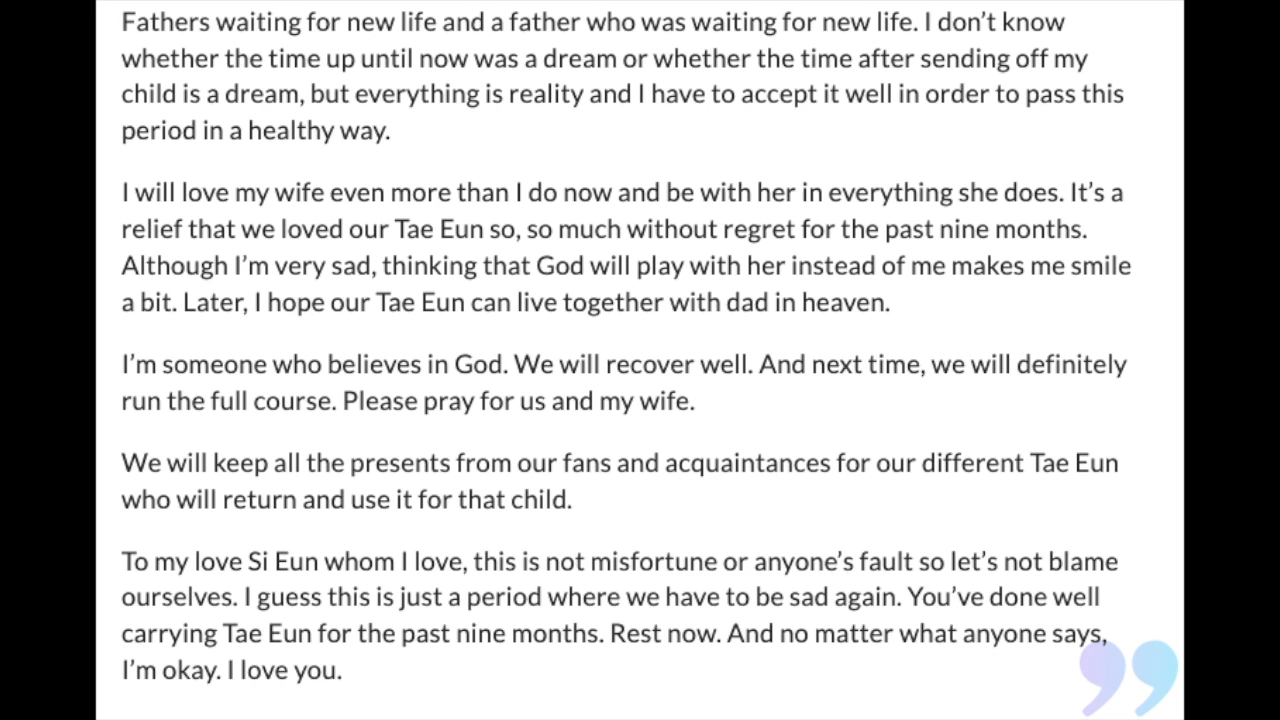 Fathers waiting for new life and a father who was waiting for new life. I don’t know
whether the time up until now was a dream or whether the time after sending off my
child is a dream, but everything is reality and I have to accept it well in order to pass this
period in a healthy way.
I will love my wife even more than I do now and be with her in everything she does. It’s a
relief that we loved our Tae Eun so, so much without regret for the past nine months.
Although I’m very sad, thinking that God will play with her instead of me makes me smile
a bit. Later, I hope our Tae Eun can live together with dad in heaven.
I’m someone who believes in God. We will recover well. And next time, we will definitely
run the full course. Please pray for us and my wife.
We will keep all the presents from our fans and acquaintances for our different Tae Eun
who will return and use it for that child.
To my love Si Eun whom I love, this is not misfortune or anyone’s fault so let’s not blame
ourselves. I guess this is just a period where we have to be sad again. You’ve done well
carrying Tae Eun for the past nine months. Rest now. And no matter what anyone says,
I’m okay. I love you.